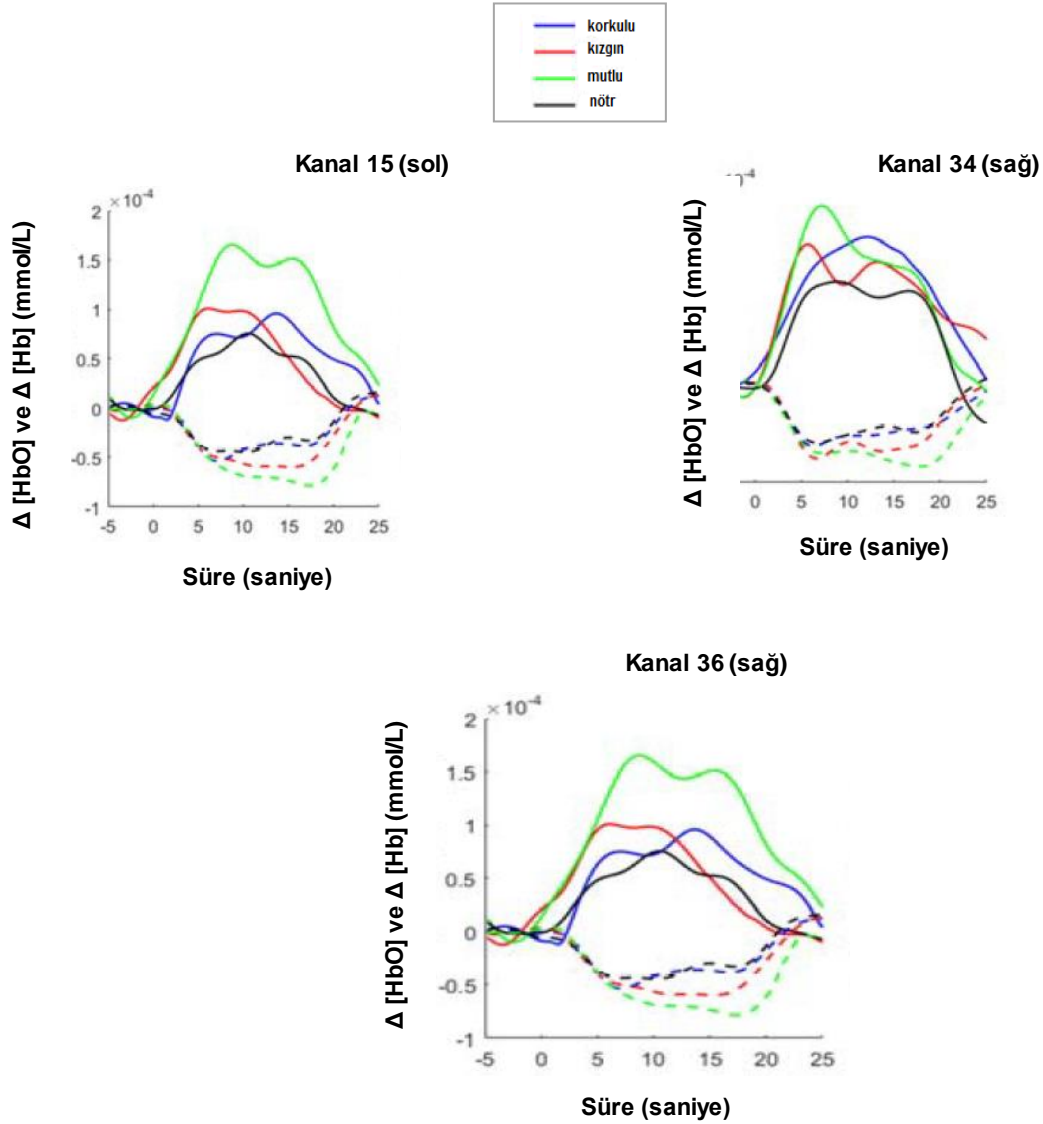 korkulu
kızgın
mutlu
nötr
Kanal 15 (sol)
×10-4
Δ [HbO] ve Δ [Hb] (mmol/L)
2
1.5
1
0.5
0
-0.5
-1
-5 0 5 10 15 20 25
Süre (saniye)
Kanal 34 (sağ)
Δ [HbO] ve Δ [Hb] (mmol/L)
0 5 10 15 20 25
Süre (saniye)
Kanal 36 (sağ)
×10-4
Δ [HbO] ve Δ [Hb] (mmol/L)
2
1.5
1
0.5
0
-0.5
-1
-5 0 5 10 15 20 25
Süre (saniye)